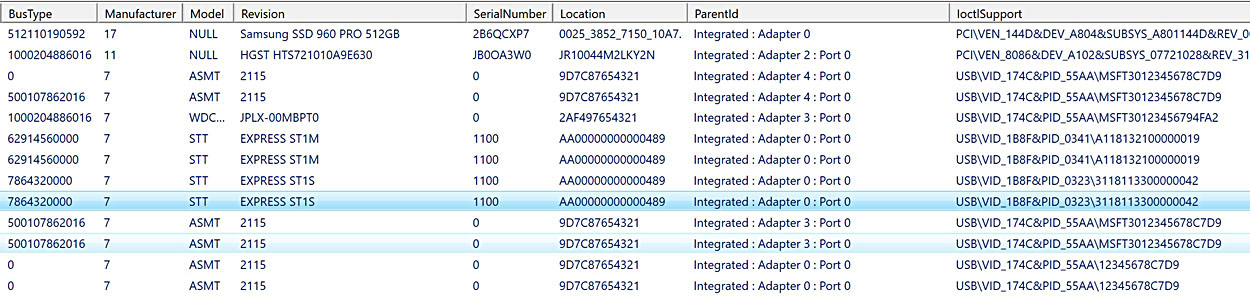 BusType Manufacturer Model Revision SerialNumber Location ParentId IoctlSupport
512110190592 17 NULL Samsung SSD 960 PRO 512GB 2B6QCXP7 0025_3852_7150_10A7. Integrated : Adapter 0 PCI\VEN_144D&DEV_A804&SUBSYS_A801144D&REV_00
1000204886016 11 NULL HGST HTS721010A9E630 JB0OA3W0 JR10044M2LKY2N Integrated : Adapter 2 : Port 0 PCI\VEN_8086&DEV_A102&SUBSYS_07721028&REV_31
0 7 ASMT 2115 0 9D7C87654321 Integrated : Adapter 4 : Port 0 USB\VID_174C&PID_55AA\MSFT3012345678C7D9
500107862016 7 ASMT 2115 0 9D7C87654321 Integrated : Adapter 4 : Port 0 USB\VID_174C&PID_55AA\MSFT3012345678C7D9
1000204886016 7 WDC... JPLX-00MBPT0 0 2AF497654321 Integrated : Adapter 3 : Port 0 USB\VID_174C&PID_55AA\MSFT3012345679 4FA2
62914560000 7 STT EXPRESS ST1M 1100 AA00000000000489 Integrated : Adapter 0 : Port 0 USB\VID_1B8F&PID_0341\A118132100000019
62914560000 7 STT EXPRESS ST1M 1100 AA00000000000489 Integrated : Adapter 0 : Port 0 USB\VID_1B8F&PID_0341\A118132100000019
7864320000 7 STT EXPRESS ST1S 1100 AA00000000000489 Integrated : Adapter 0 : Port 0 USB\VID_1B8F&PID_0323\3118113300000042
7864320000 7 STT EXPRESS ST1S 1100 AA00000000000489 Integrated : Adapter 0 : Port 0 USB\VID_1B8F&PID_0323\3118113300000042
500107862016 7 ASMT 2115 0 9D7C87654321 Integrated : Adapter 3 : Port 0 USB\VID_174C&PID_55AA\MSFT3012345678C7D9
500107862016 7 ASMT 2115 0 9D7C87654321 Integrated : Adapter 3 : Port 0 USB\VID_174C&PID_55AA\MSFT3012345678C7D9
0 7 ASMT 2115 0 9D7C87654321 Integrated : Adapter 0 : Port 0 USB\VID_174C&PID_55AA\12345678C7D9
0 7 ASMT 2115 0 9D7C87654321 Integrated : Adapter 0 : Port 0 USB\VID_174C&PID_55AA\12345678C7D9